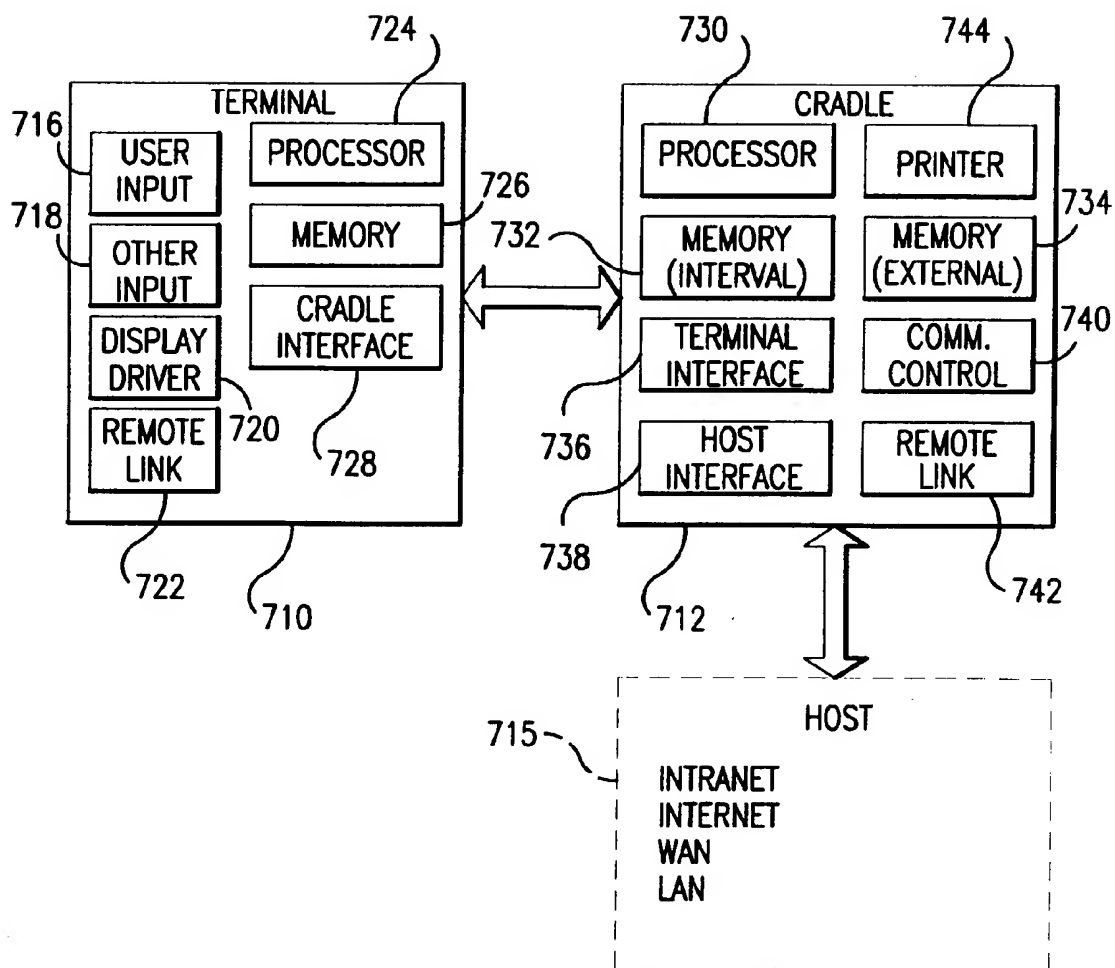 724
730
744
TERMINAL
CRADLE
716
USER
INPUT
PROCESSOR
PROCESSOR
PRINTER
718
726
734
OTHER
INPUT
MEMORY
732
MEMORY
(INTERVAL)
MEMORY
(EXTERNAL)
DISPLAY
DRIVER
CRADLE
INTERFACE
TERMINAL
INTERFACE
COMM.
CONTROL
740
720
REMOTE
LINK
728
736
HOST
INTERFACE
REMOTE
LINK
722
710
738
712
742
715
HOST
INTRANET
INTERNET
WAN
LAN